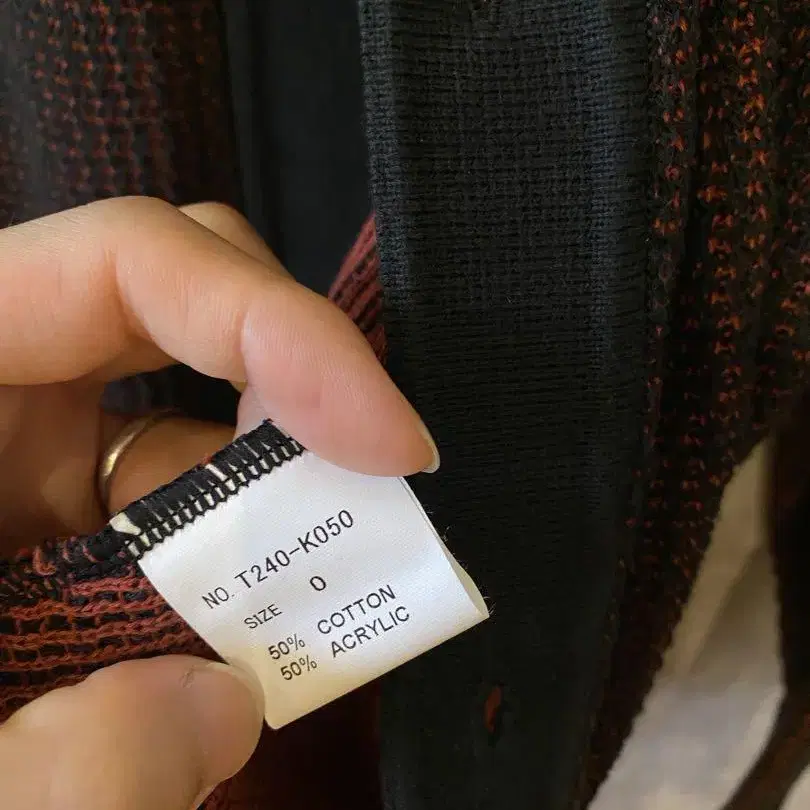 NO. T240-K050
SIZE 0
50% COTTON
50% ACRYLIC